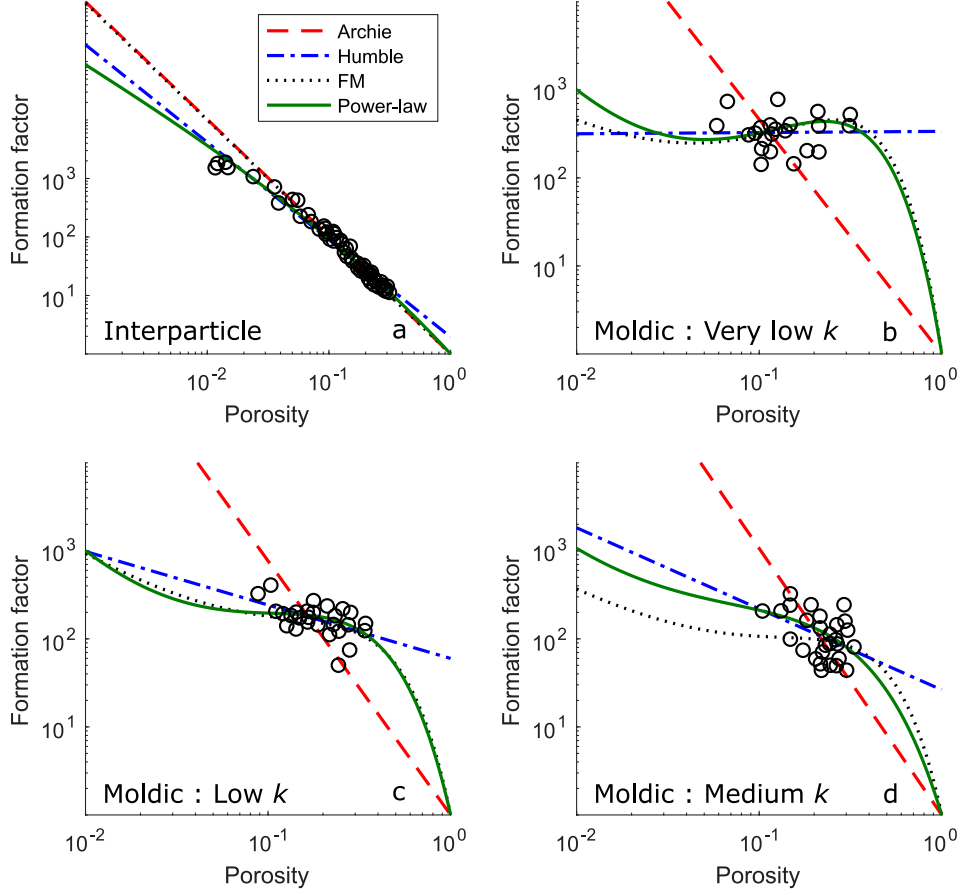 Archie
Humble
FM
Power-law
Formation factor
10^3
10^2
10^1
Interparticle a
10^-2 10^-1 10^0
Porosity
Formation factor
10^3
10^2
10^1
Moldic : Very low k b
10^-2 10^-1 10^0
Porosity
Formation factor
10^3
10^2
10^1
Moldic : Low k c
10^-2 10^-1 10^0
Porosity
Formation factor
10^3
10^2
10^1
Moldic : Medium k d
10^-2 10^-1 10^0
Porosity